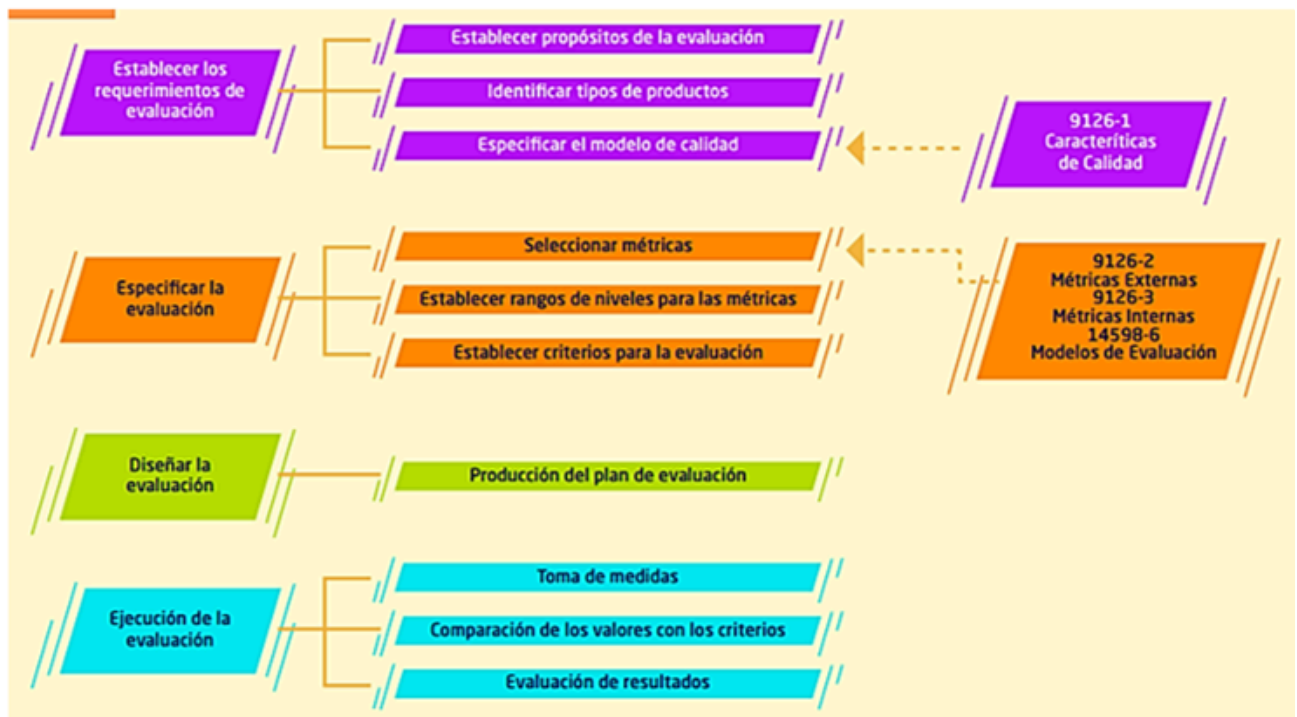 Establecer los
requerimientos de
evaluación
Establecer propósitos de la evaluación
Identificar tipos de productos
Especificar el modelo de calidad
9126-1
Caracteríticas
de Calidad
Especificar la
evaluación
Seleccionar métricas
Establecer rangos de niveles para las métricas
Establecer criterios para la evaluación
9126-2
Métricas Externas
9126-3
Métricas Internas
14598-6
Modelos de Evaluación
Diseñar la
evaluación
Producción del plan de evaluación
Ejecución de la
evaluación
Toma de medidas
Comparación de los valores con los criterios
Evaluación de resultados